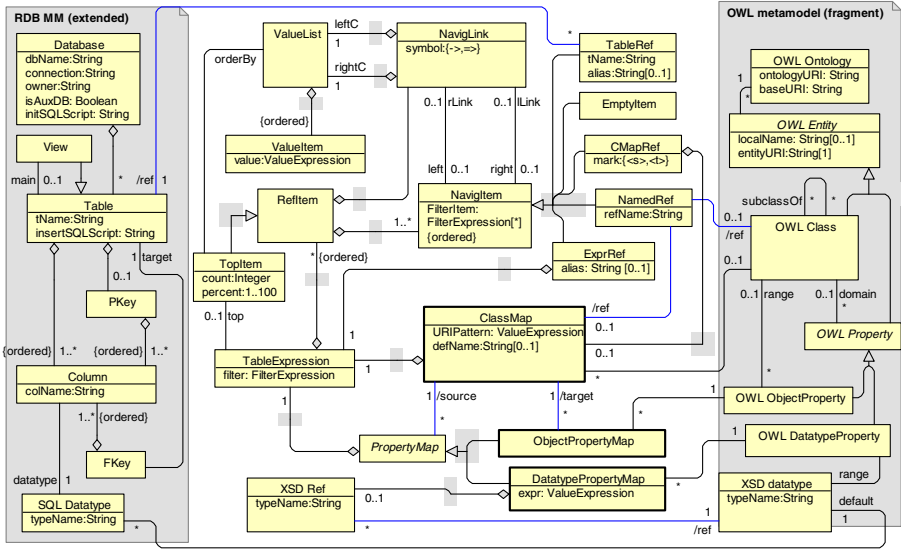 RDB MM (extended)
Database
dbName:String
connection:String
owner:String
isAuxDB: Boolean
initSQLScript: String
View
main
0..1
*
/ref
1
Table
tName:String
insertSQLScript: String
1
target
0..1
PKey
{ordered}
1..*
{ordered}
1..*
Column
colName:String
1..*
{ordered}
FKey
datatype
1
SQL Datatype
typeName:String
*
ValueList
leftC
1
rightC
1
orderBy
{ordered}
ValueItem
value:ValueExpression
NavigLink
symbol:{->,=>}
0..1
rLink
0..1
lLink
left
0..1
right
0..1
RefItem
1..*
NavigItem
FilterItem:
FilterExpression[*]
{ordered}
*
{ordered}
TopItem
count:Integer
percent:1..100
0..1
top
1
TableExpression
filter: FilterExpression
1
1
*
TableRef
tName:String
alias:String[0..1]
EmptyItem
CMapRef
mark:{<s>,<t>}
NamedRef
refName:String
ExprRef
alias: String [0..1]
ClassMap
URIPattern: ValueExpression
defName:String[0..1]
/ref
0..1
0..1
*
1
/source
*
1
/target
*
PropertyMap
ObjectPropertyMap
*
1
DatatypePropertyMap
expr: ValueExpression
*
1
XSD Ref
typeName:String
0..1
*
1
/ref
OWL metamodel (fragment)
OWL Ontology
ontologyURI: String
baseURI: String
1
*
OWL Entity
localName: String[0..1]
entityURI:String[1]
subclassOf
*
*
0..1
/ref
0..1
OWL Class
0..1
range
0..1
domain
*
*
OWL Property
OWL ObjectProperty
OWL DatatypeProperty
range
XSD datatype
typeName:String
default
1